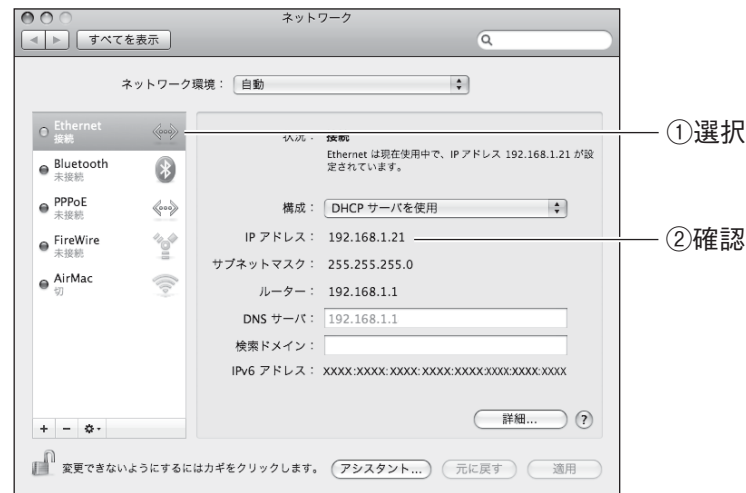 ネットワーク
すべてを表示
ネットワーク環境： 自動
Ethernet
接続
Bluetooth
未接続
PPPoE
未接続
FireWire
未接続
AirMac
切
状況： 接続
Ethernet は現在使用中で、IP アドレス 192.168.1.21 が設
定されています。
構成： DHCP サーバを使用
IP アドレス： 192.168.1.21
サブネットマスク： 255.255.255.0
ルーター： 192.168.1.1
DNS サーバ： 192.168.1.1
検索ドメイン：
IPv6 アドレス： XXXX:XXXX:XXXX:XXXX:XXXX:XXXX:XXXX:XXXX
詳細... ?
+ −
変更できないようにするにはカギをクリックします。 アシスタント... 元に戻す 適用
①選択
②確認